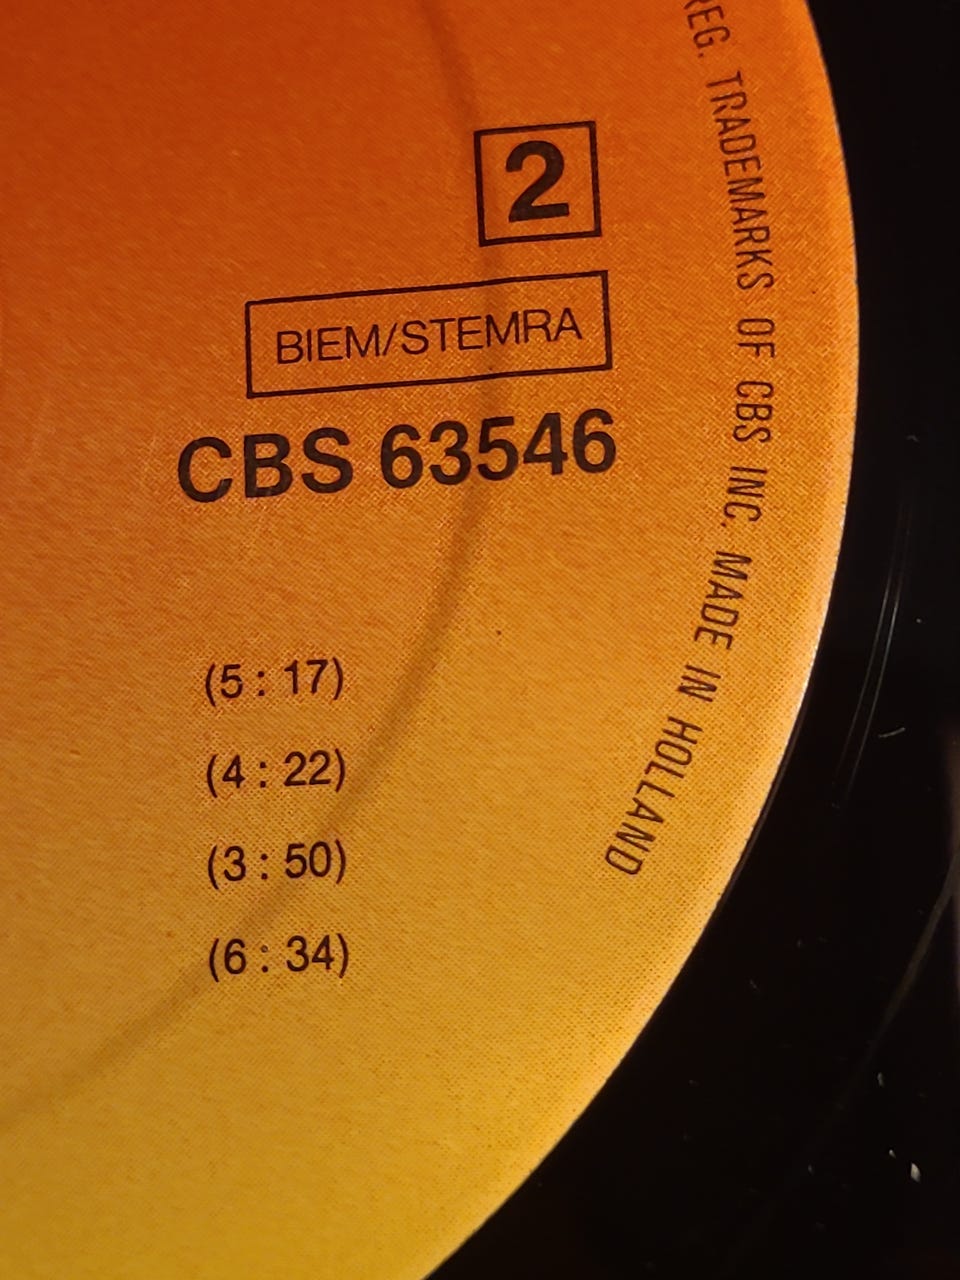 2
BIEM/STEMRA
CBS 63546
(5 : 17)
(4 : 22)
(3 : 50)
(6 : 34)
REG. TRADEMARKS OF CBS INC. MADE IN HOLLAND